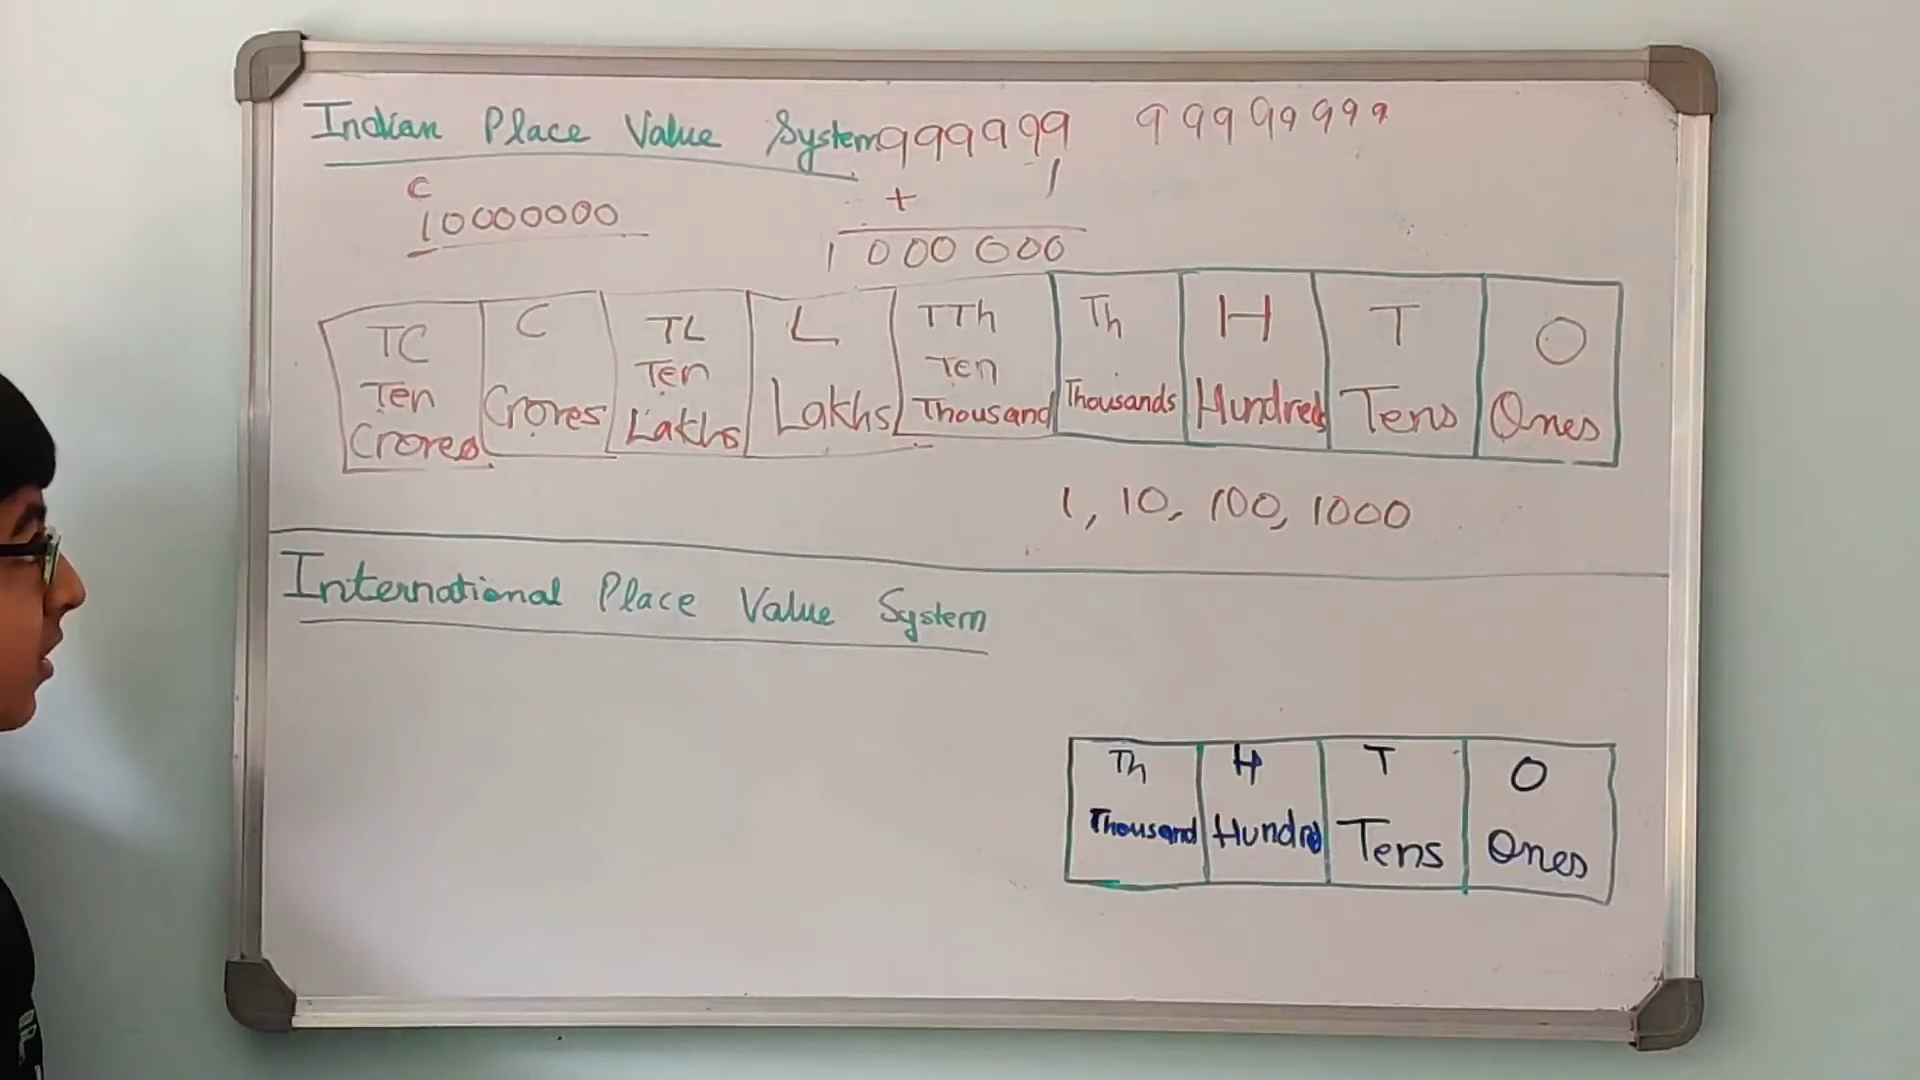 Indian Place Value System 999999 99999999
+ 1
1 000 000
C
10000000
TC C TL L TTh Th H T O
Ten Crores Crores Ten Lakhs Lakhs Ten Thousand Thousands Hundred Tens Ones
1, 10, 100, 1000
International Place Value System
Th H T O
Thousand Hundred Tens Ones